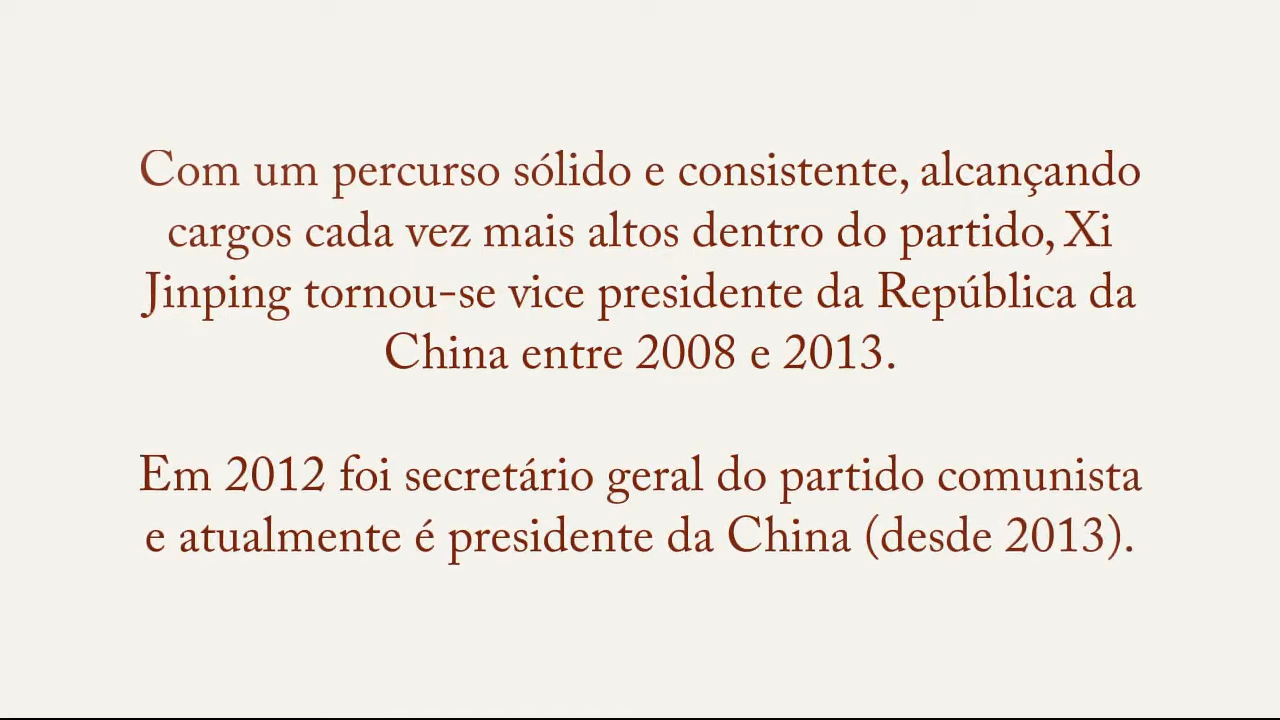 Com um percurso sólido e consistente, alcançando
cargos cada vez mais altos dentro do partido, Xi
Jinping tornou-se vice presidente da República da
China entre 2008 e 2013.
Em 2012 foi secretário geral do partido comunista
e atualmente é presidente da China (desde 2013).